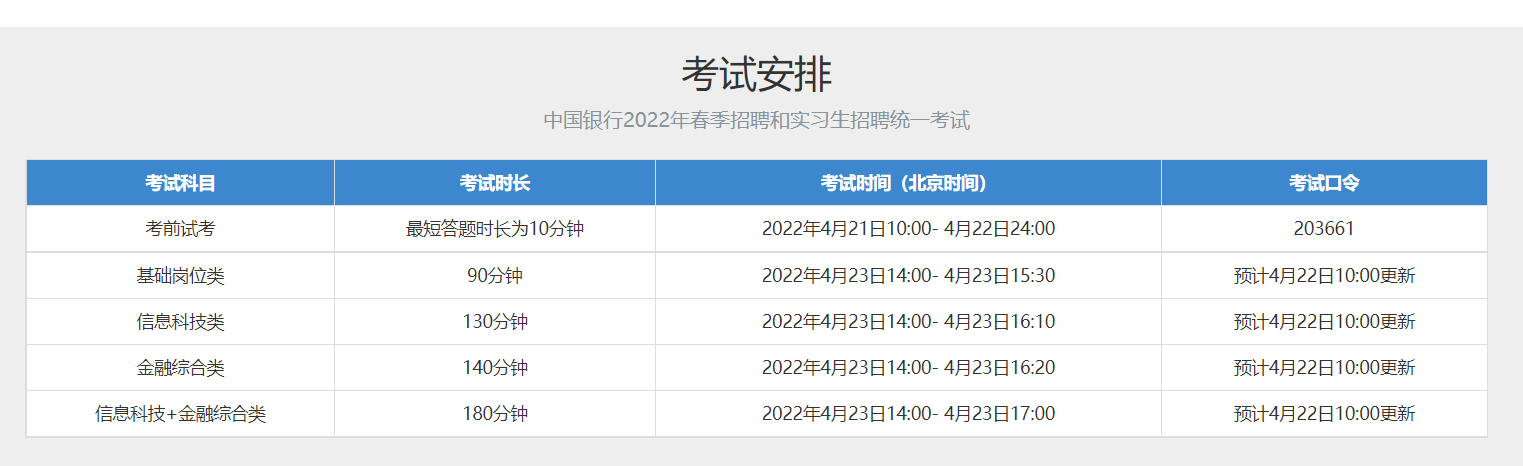 考试安排
中国银行2022年春季招聘和实习生招聘统一考试
考试科目 考试时长 考试时间（北京时间） 考试口令
考前试考 最短答题时长为10分钟 2022年4月21日10:00- 4月22日24:00 203661
基础岗位类 90分钟 2022年4月23日14:00- 4月23日15:30 预计4月22日10:00更新
信息科技类 130分钟 2022年4月23日14:00- 4月23日16:10 预计4月22日10:00更新
金融综合类 140分钟 2022年4月23日14:00- 4月23日16:20 预计4月22日10:00更新
信息科技+金融综合类 180分钟 2022年4月23日14:00- 4月23日17:00 预计4月22日10:00更新